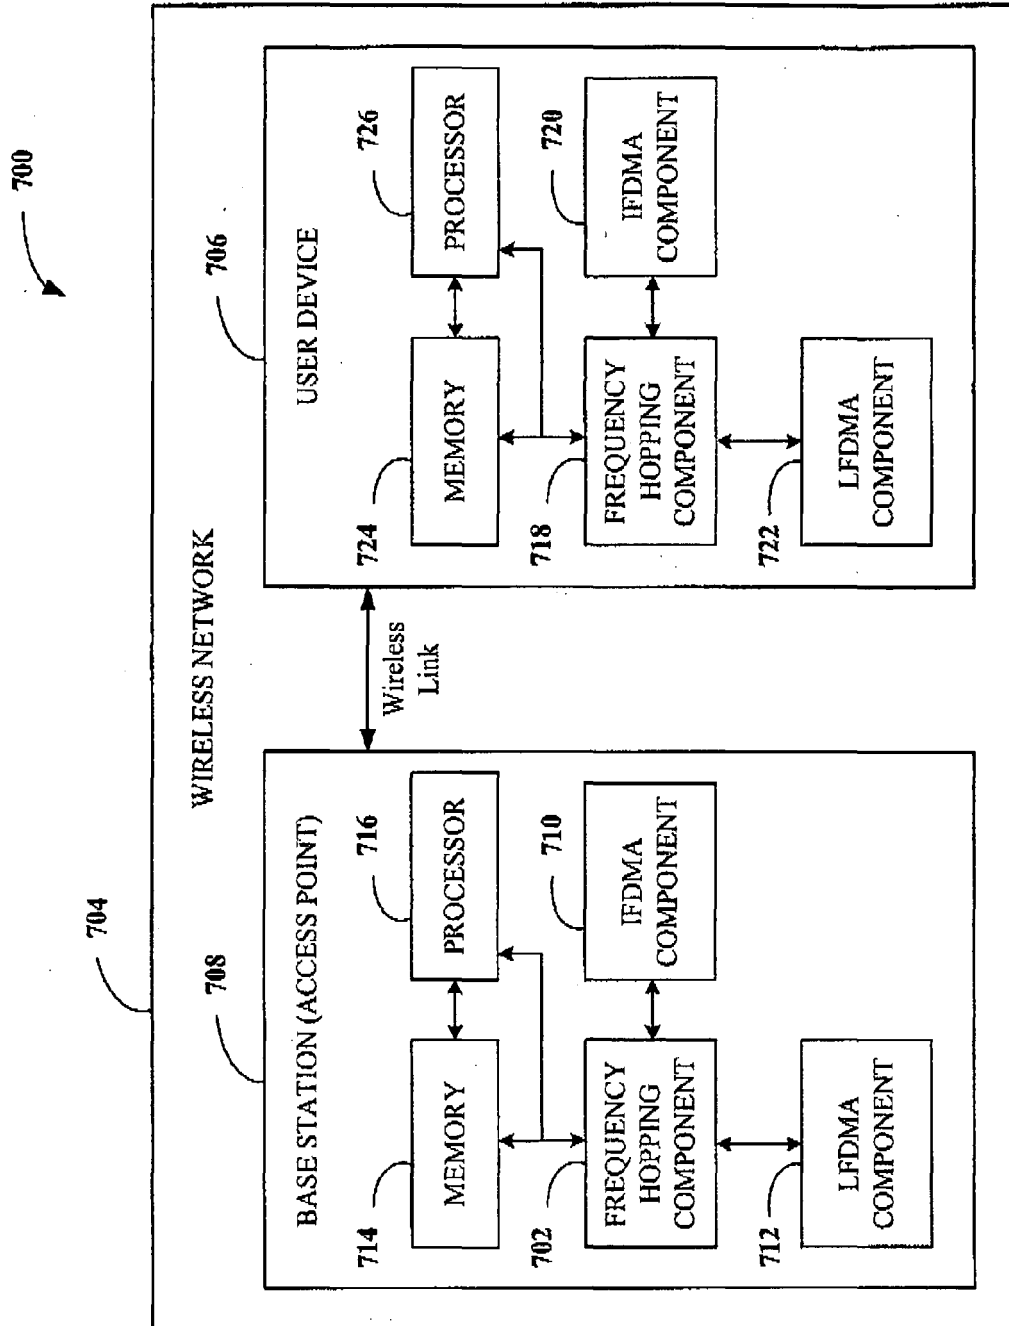 700
704
WIRELESS NETWORK
708
BASE STATION (ACCESS POINT)
714
MEMORY
716
PROCESSOR
702
FREQUENCY
HOPPING
COMPONENT
710
IFDMA
COMPONENT
712
LFDMA
COMPONENT
Wireless
Link
706
USER DEVICE
724
MEMORY
726
PROCESSOR
718
FREQUENCY
HOPPING
COMPONENT
720
IFDMA
COMPONENT
722
LFDMA
COMPONENT